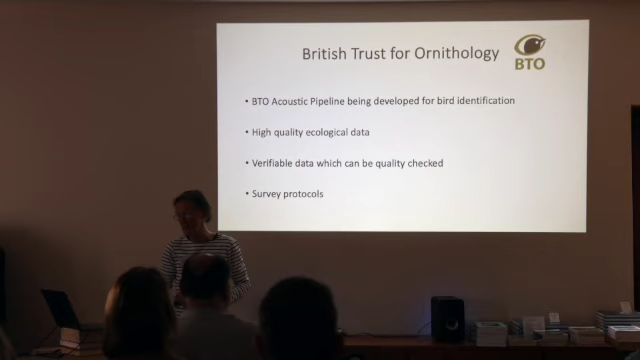 British Trust for Ornithology
BTO
• BTO Acoustic Pipeline being developed for bird identification
• High quality ecological data
• Verifiable data which can be quality checked
• Survey protocols